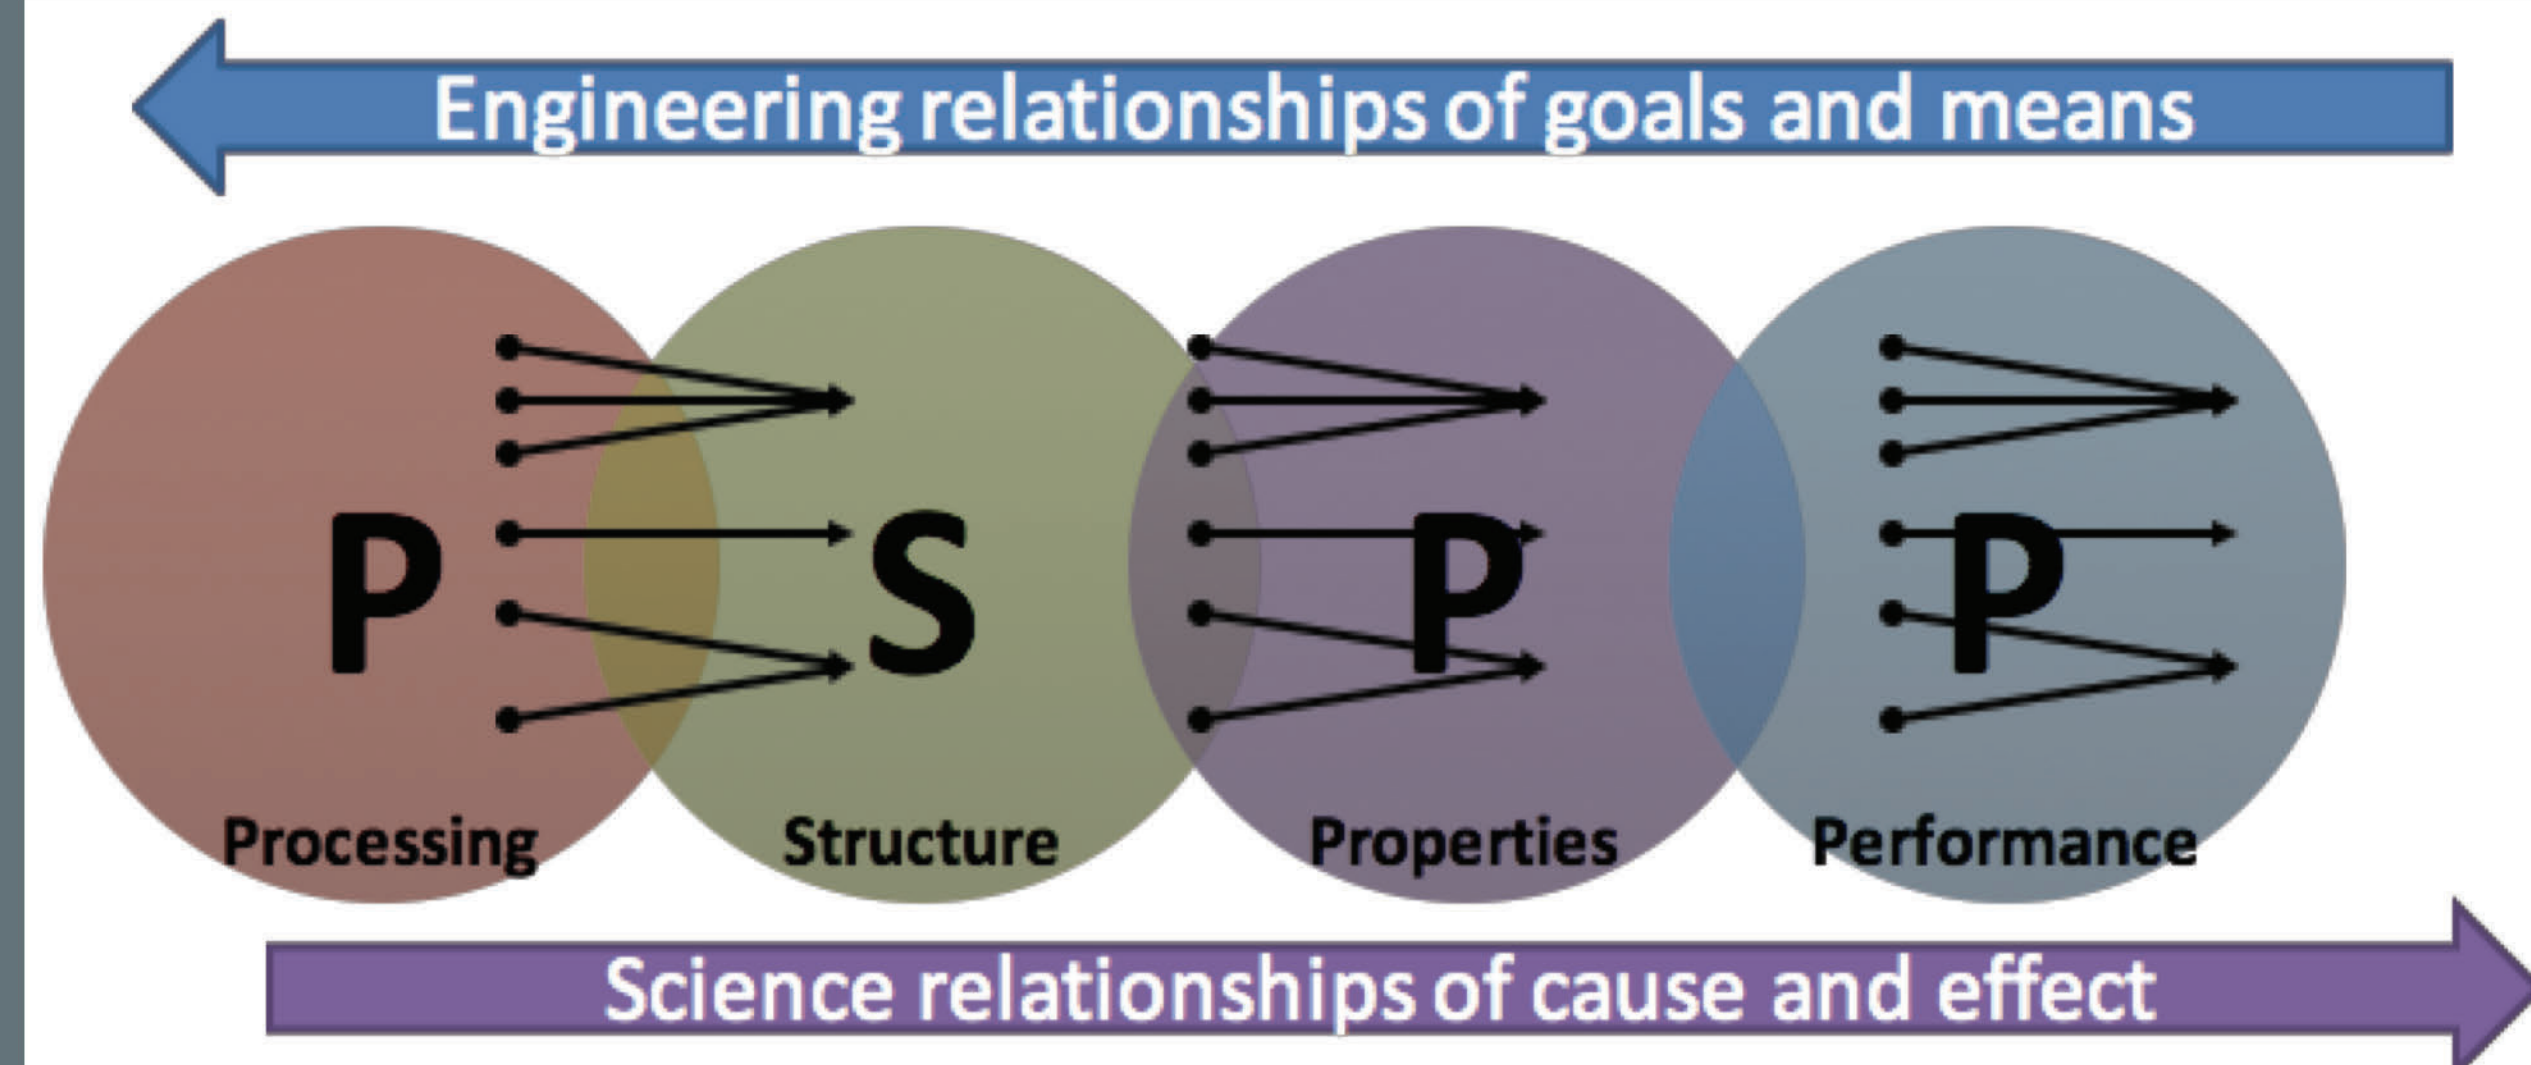 Engineering relationships of goals and means
P S P P
Processing Structure Properties Performance
Science relationships of cause and effect